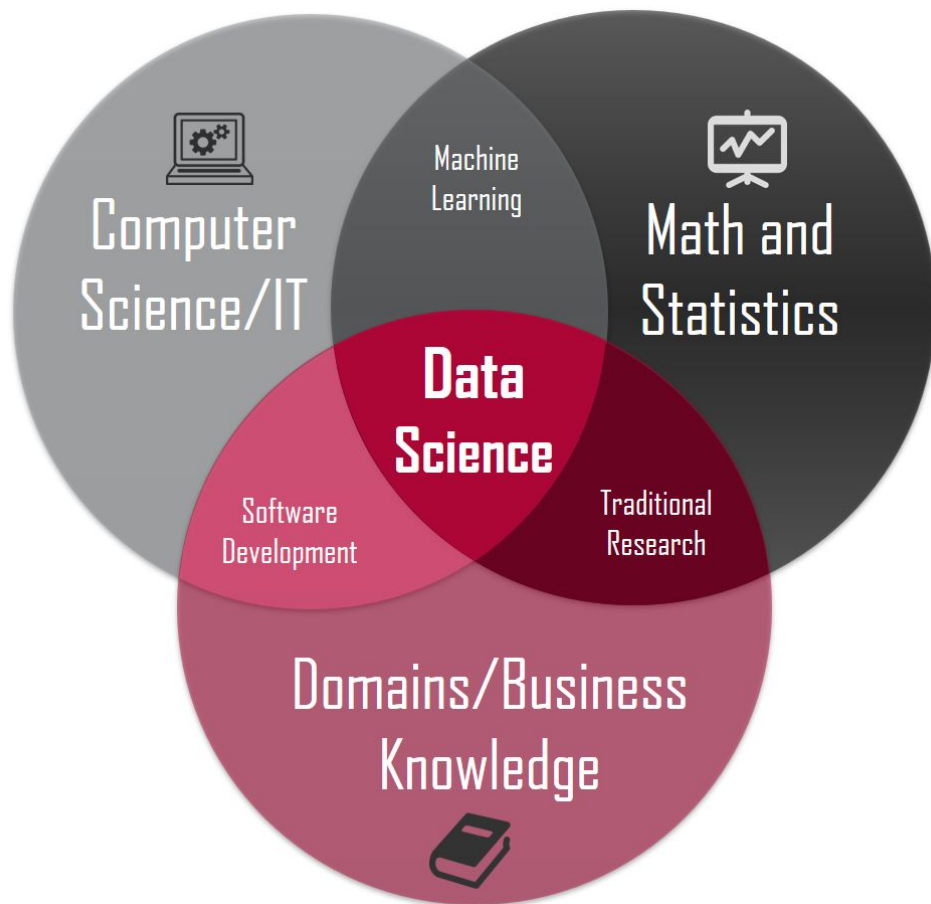 Machine
Learning
Computer
Science/IT
Math and
Statistics
Data
Science
Software
Development
Traditional
Research
Domains/Business
Knowledge